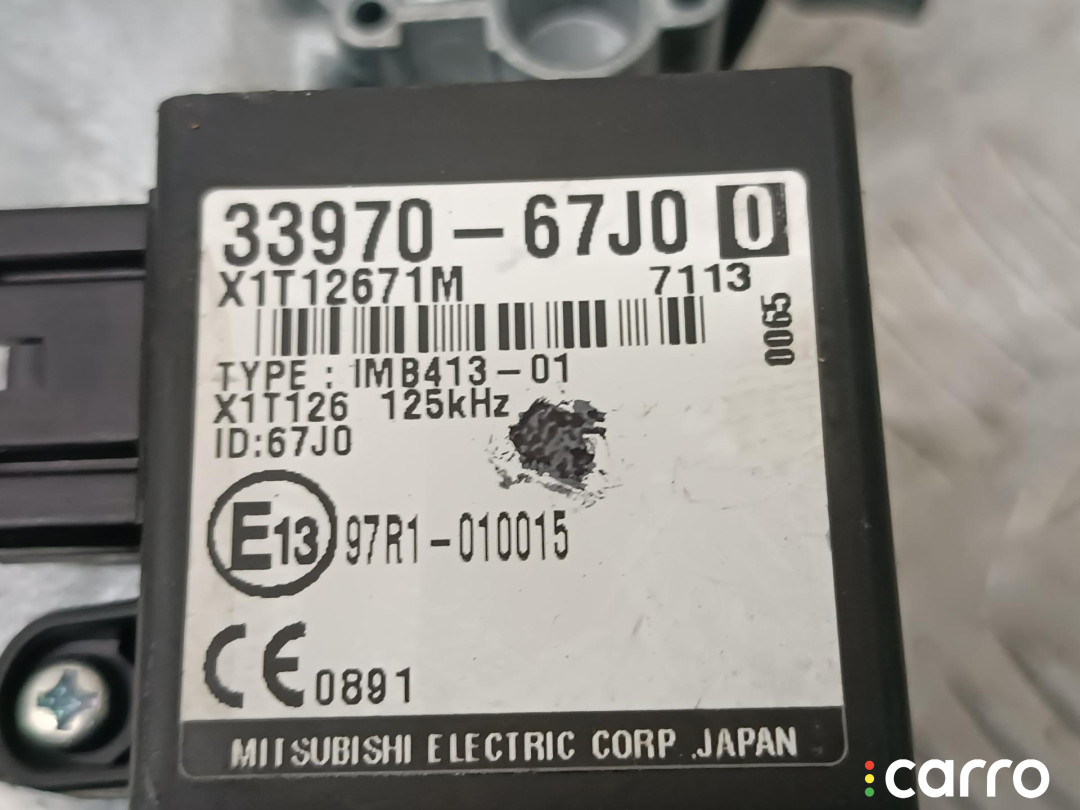 33970-67J0 0
X1T12671M 7113
0065
TYPE : IMB413-01
X1T126 125kHz
ID:67J0
E13 97R1-010015
CE 0891
MITSUBISHI ELECTRIC CORP. JAPAN
carro